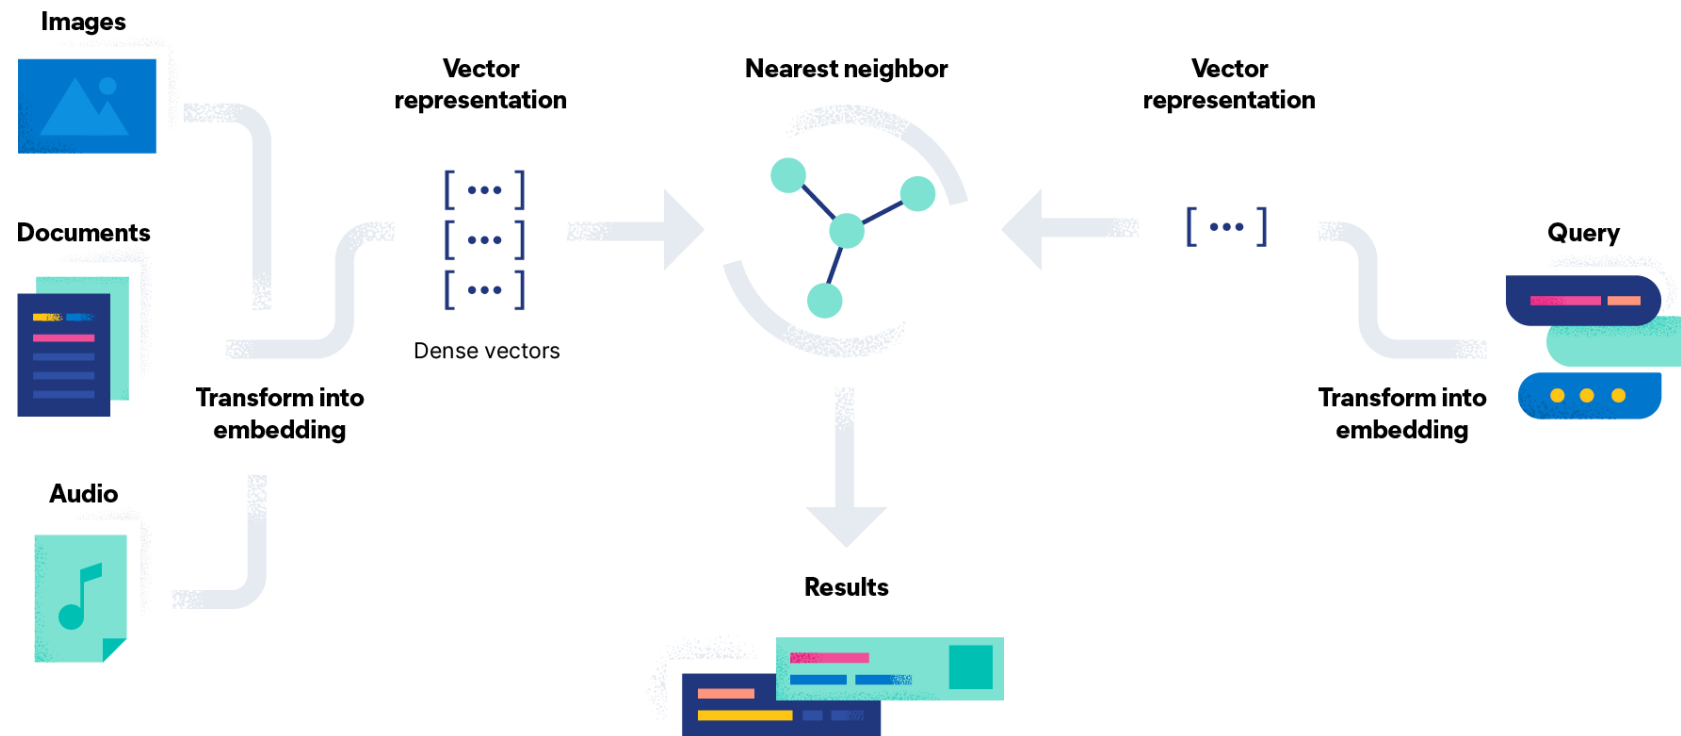 Images
Vector
representation
Nearest neighbor
Vector
representation
Documents
[ ••• ]
[ ••• ]
[ ••• ]
Dense vectors
[ ••• ]
Query
Transform into
embedding
Transform into
embedding
Audio
Results